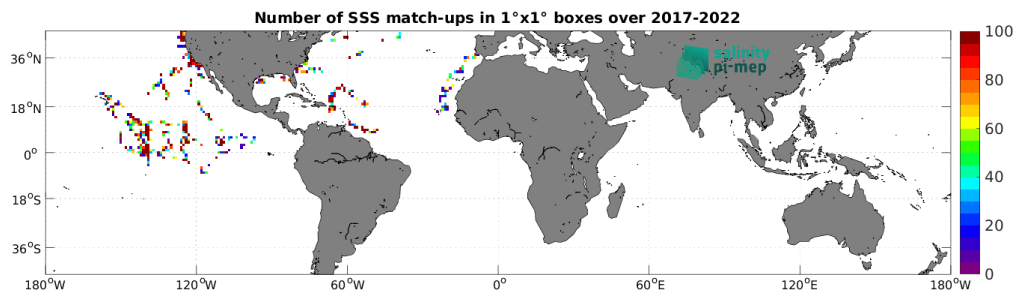 Number of SSS match-ups in 1°x1° boxes over 2017-2022
salinity
pi-mep
36°N
18°N
0°
18°S
36°S
180°W
120°W
60°W
0°
60°E
120°E
180°W
100
80
60
40
20
0